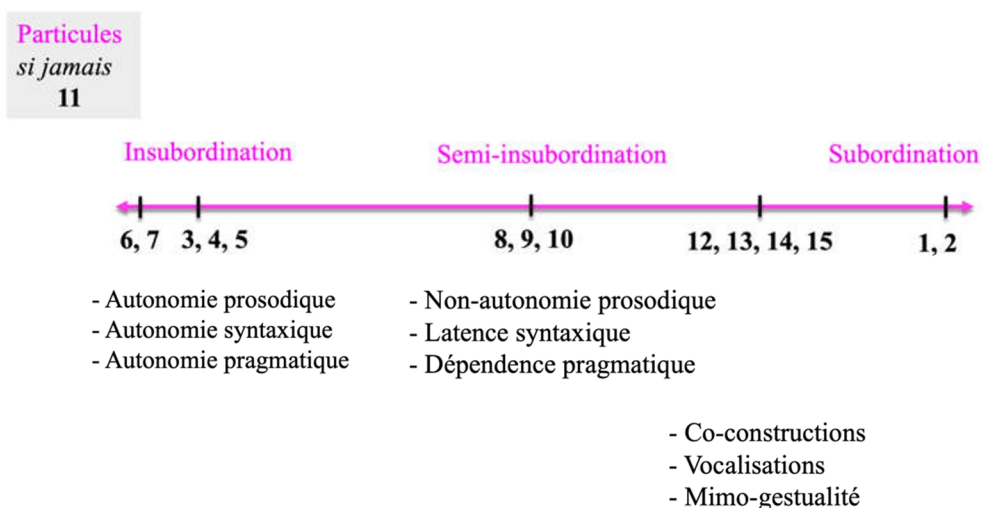 Particules
si jamais
11
Insubordination Semi-insubordination Subordination
6, 7 3, 4, 5 8, 9, 10 12, 13, 14, 15 1, 2
- Autonomie prosodique
- Autonomie syntaxique
- Autonomie pragmatique
- Non-autonomie prosodique
- Latence syntaxique
- Dépendence pragmatique
- Co-constructions
- Vocalisations
- Mimo-gestualité